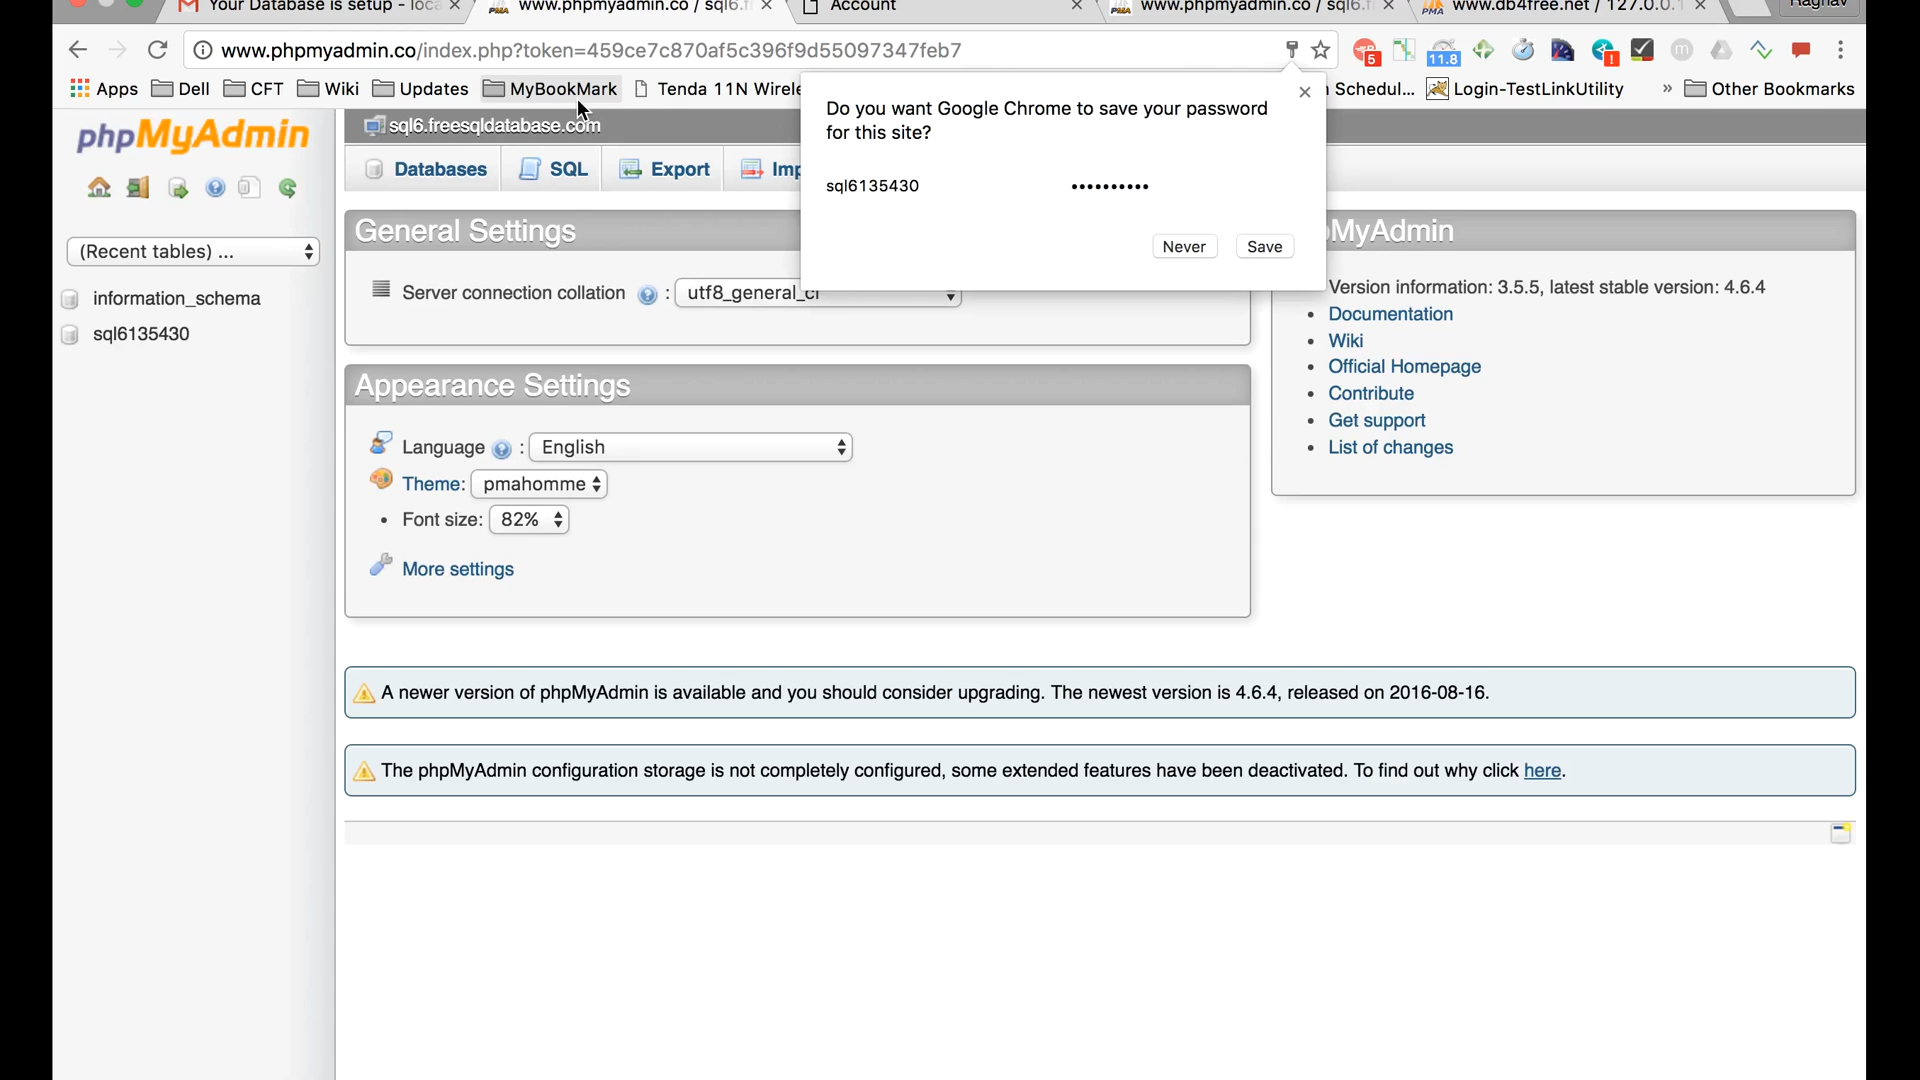 Your Database is setup - loca
www.phpmyadmin.co / sql6.f
Account
www.phpmyadmin.co / sql6.f
www.db4free.net / 127.0.0.1
Raghav
www.phpmyadmin.co/index.php?token=459ce7c870af5c396f9d55097347feb7
5
11.8
Apps
Dell
CFT
Wiki
Updates
MyBookMark
Tenda 11N Wirele
Schedul...
Login-TestLinkUtility
»
Other Bookmarks
phpMyAdmin
(Recent tables) ...
information_schema
sql6135430
sql6.freesqldatabase.com
Databases
SQL
Export
Imp
Do you want Google Chrome to save your password
for this site?
sql6135430
••••••••••
Never
Save
General Settings
Server connection collation : utf8_general_ci
Appearance Settings
Language : English
Theme: pmahomme
• Font size: 82%
More settings
MyAdmin
Version information: 3.5.5, latest stable version: 4.6.4
• Documentation
• Wiki
• Official Homepage
• Contribute
• Get support
• List of changes
A newer version of phpMyAdmin is available and you should consider upgrading. The newest version is 4.6.4, released on 2016-08-16.
The phpMyAdmin configuration storage is not completely configured, some extended features have been deactivated. To find out why click here.